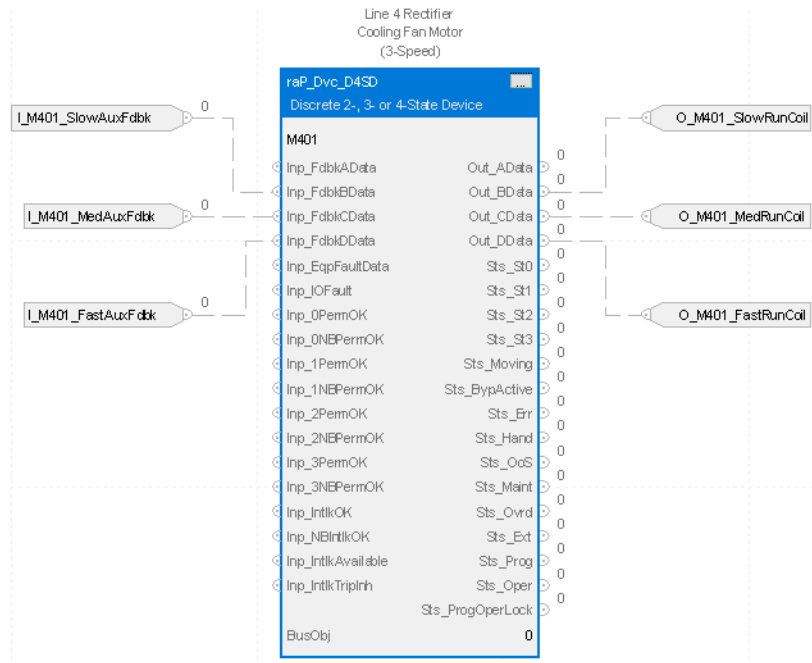 Line 4 Rectifier
Cooling Fan Motor
(3-Speed)
raP_Dvc_D4SD
...
Discrete 2-, 3- or 4-State Device
M401
I_M401_SlowAuxFdbk
0
I_M401_MedAuxFdbk
0
I_M401_FastAuxFdbk
0
Inp_FdbkAData
Inp_FdbkBData
Inp_FdbkCData
Inp_FdbkDData
Inp_EqpFaultData
Inp_IOFault
Inp_0PermOK
Inp_0NBPermOK
Inp_1PermOK
Inp_1NBPermOK
Inp_2PermOK
Inp_2NBPermOK
Inp_3PermOK
Inp_3NBPermOK
Inp_IntlkOK
Inp_NBIntlkOK
Inp_IntlkAvailable
Inp_IntlkTripInh
Out_AData 0
Out_BData 0
Out_CData 0
Out_DData 0
Sts_St0 0
Sts_St1 0
Sts_St2 0
Sts_St3 0
Sts_Moving 0
Sts_BypActive 0
Sts_Err 0
Sts_Hand 0
Sts_OoS 0
Sts_Maint 0
Sts_Ovrd 0
Sts_Ext 0
Sts_Prog 0
Sts_Oper 0
Sts_ProgOperLock 0
BusObj 0
O_M401_SlowRunCoil
O_M401_MedRunCoil
O_M401_FastRunCoil